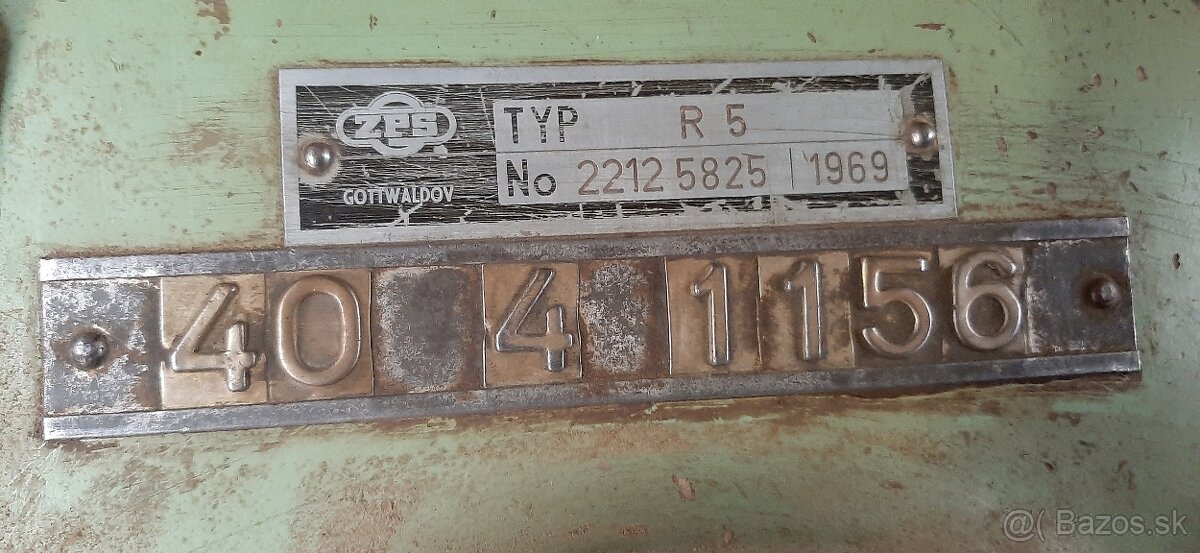 ZPS
GOTTWALDOV
TYP R 5
No 2212 5825 1969
40 4 1156
@( Bazos.sk